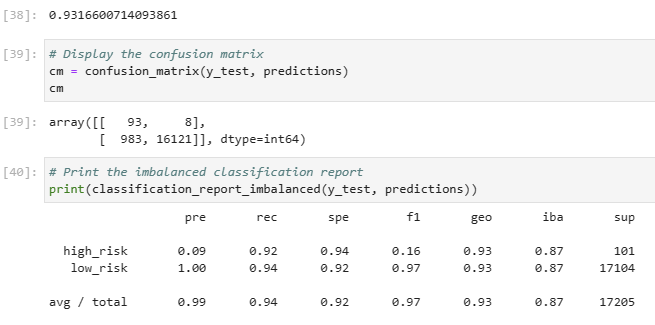 [38]: 0.9316600714093861
[39]: # Display the confusion matrix
cm = confusion_matrix(y_test, predictions)
cm
[39]: array([[   93,     8],
       [  983, 16121]], dtype=int64)
[40]: # Print the imbalanced classification report
print(classification_report_imbalanced(y_test, predictions))
pre rec spe f1 geo iba sup
high_risk 0.09 0.92 0.94 0.16 0.93 0.87 101
low_risk 1.00 0.94 0.92 0.97 0.93 0.87 17104
avg / total 0.99 0.94 0.92 0.97 0.93 0.87 17205